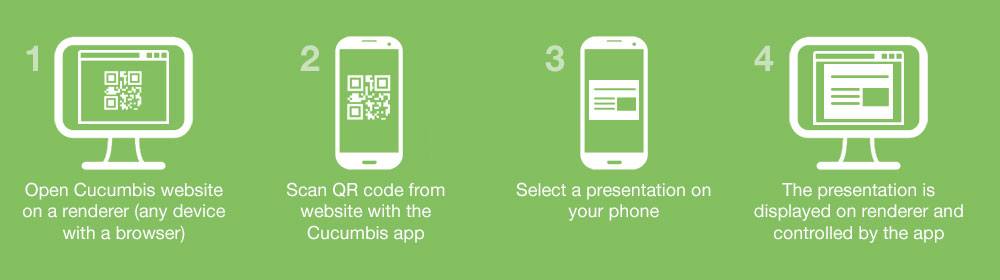 1
Open Cucumbis website
on a renderer (any device
with a browser)
2
Scan QR code from
website with the
Cucumbis app
3
Select a presentation on
your phone
4
The presentation is
displayed on renderer and
controlled by the app